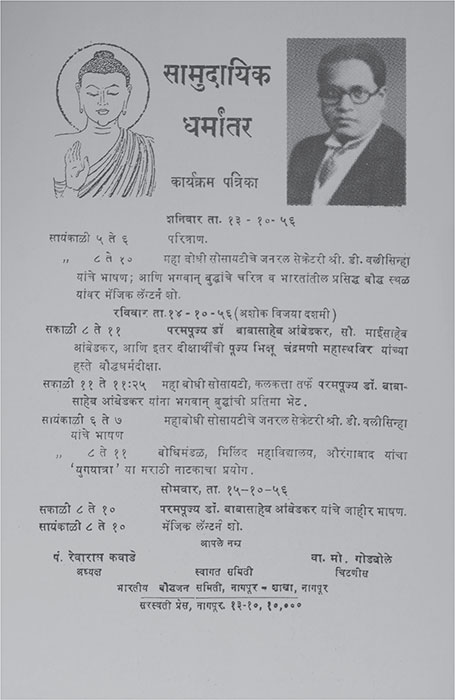 सामुदायिक
धर्मांतर
कार्यक्रम पत्रिका
शनिवार ता. १३ - १० - ५६
सायंकाळी ५ ते ६ परित्राण.
,, ८ ते १० महा बोधी सोसायटीचे जनरल सेक्रेटरी श्री. डी. वलीसिन्हा
यांचे भाषण; आणि भगवान् बुद्धांचे चरित्र व भारतांतील प्रसिद्ध बौद्ध स्थळ
यांवर मॅजिक लॅन्टर्न शो.
रविवार ता.१४-१०-५६(अशोक विजया दशमी)
सकाळी ८ ते ११ परमपूज्य डॉ बाबासाहेब आंबेडकर, सौ. माईसाहेब
आंबेडकर, आणि इतर दीक्षार्थीची पूज्य भिक्षू चंद्रमणी महास्थविर यांच्या
हस्ते बौद्धधर्मदीक्षा.
सकाळी ११ ते ११:२५ महा बोधी सोसायटी, कलकत्ता तर्फे परमपूज्य डॉ. बाबा-
साहेब आंबेडकर यांना भगवान् बुद्धांची प्रतिमा भेट.
सायंकाळी ६ ते ७ महाबोधी सोसायटीचे जनरल सेक्रेटरी श्री. डी. वलीसिन्हा
यांचे भाषण
,, ८ ते ११ बोधिमंडळ, मिलिंद महाविद्यालय, औरंगाबाद यांचा
'युगयात्रा' या मराठी नाटकाचा प्रयोग.
सोमवार, ता. १५-१०-५६
सकाळी ८ ते १० परमपूज्य डॉ. बाबासाहेब आंबेडकर यांचे जाहीर भाषण.
सायंकाळी ८ ते १० मॅजिक लॅन्टर्न शो.
आपले नम्र
पं. रेवाराम कवाडे वा. मो. गोडबोले
अध्यक्ष स्वागत समिती चिटणीस
भारतीय बौद्धजन समिती, नागपूर - शाखा, नागपूर
सरस्वती प्रेस, नागपूर. १३-१०, १०,०००